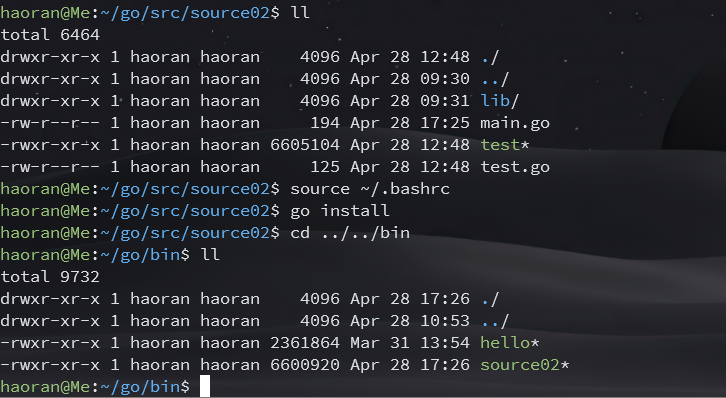 haoran@Me:~/go/src/source02$ ll
total 6464
drwxr-xr-x 1 haoran haoran    4096 Apr 28 12:48 ./
drwxr-xr-x 1 haoran haoran    4096 Apr 28 09:30 ../
drwxr-xr-x 1 haoran haoran    4096 Apr 28 09:31 lib/
-rw-r--r-- 1 haoran haoran     194 Apr 28 17:25 main.go
-rwxr-xr-x 1 haoran haoran 6605104 Apr 28 12:48 test*
-rw-r--r-- 1 haoran haoran     125 Apr 28 12:48 test.go
haoran@Me:~/go/src/source02$ source ~/.bashrc
haoran@Me:~/go/src/source02$ go install
haoran@Me:~/go/src/source02$ cd ../../bin
haoran@Me:~/go/bin$ ll
total 9732
drwxr-xr-x 1 haoran haoran    4096 Apr 28 17:26 ./
drwxr-xr-x 1 haoran haoran    4096 Apr 28 10:53 ../
-rwxr-xr-x 1 haoran haoran 2361864 Mar 31 13:54 hello*
-rwxr-xr-x 1 haoran haoran 6600920 Apr 28 17:26 source02*
haoran@Me:~/go/bin$